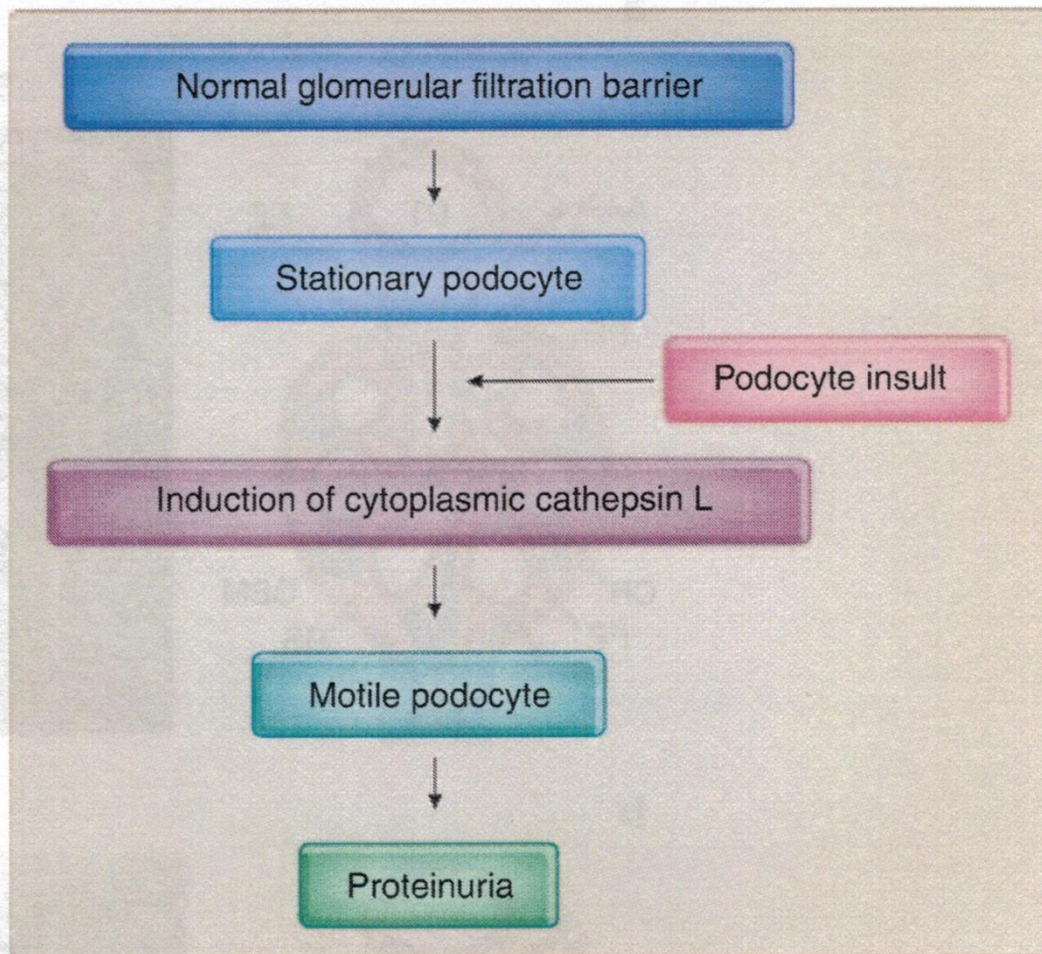 Normal glomerular filtration barrier
Stationary podocyte
Podocyte insult
Induction of cytoplasmic cathepsin L
Motile podocyte
Proteinuria